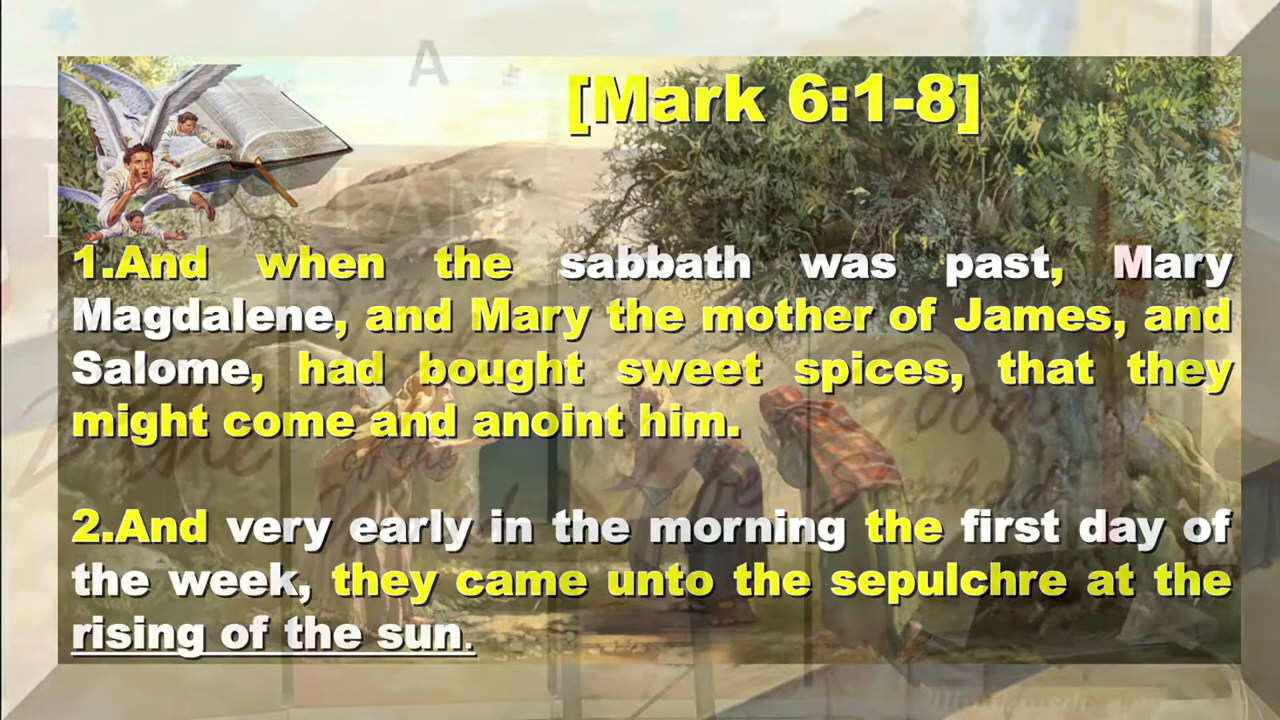 A
[Mark 6:1-8]
1.And when the sabbath was past, Mary
Magdalene, and Mary the mother of James, and
Salome, had bought sweet spices, that they
might come and anoint him.
2.And very early in the morning the first day of
the week, they came unto the sepulchre at the
rising of the sun.
of the